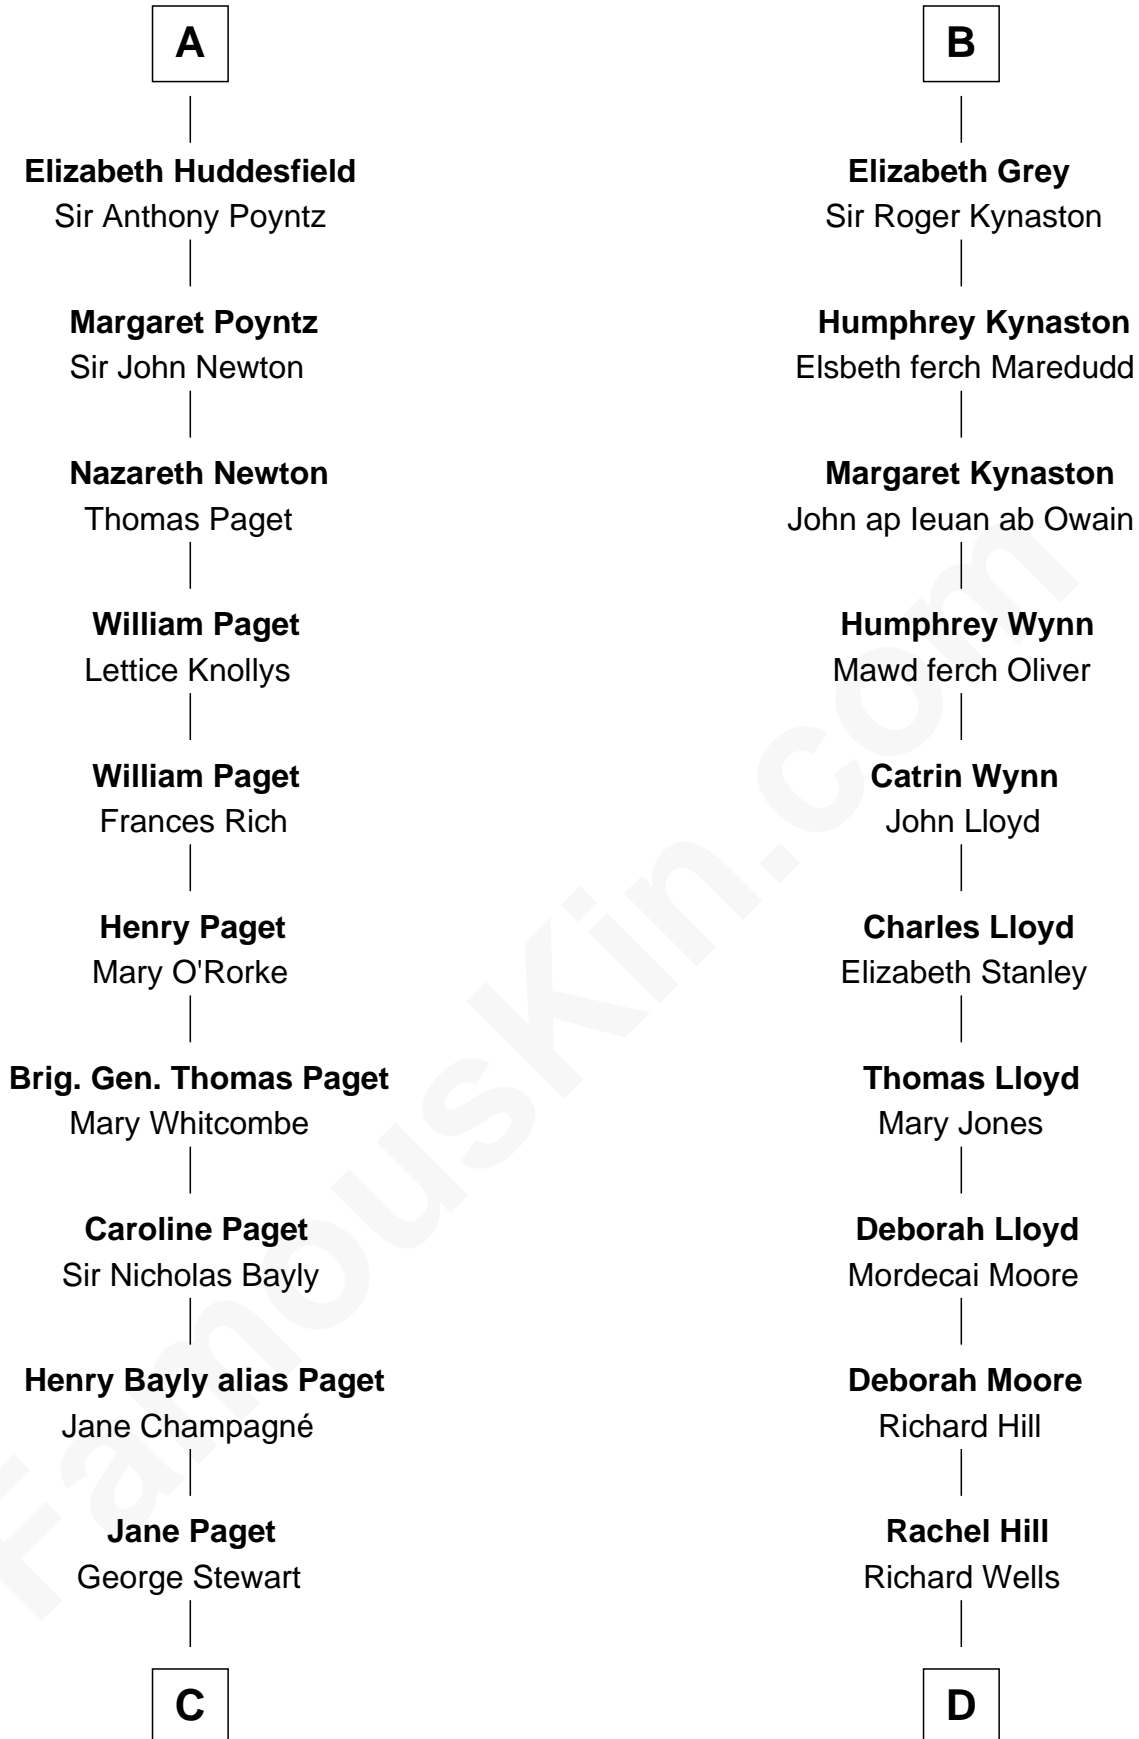 A
Elizabeth Huddesfield
Sir Anthony Poyntz
Margaret Poyntz
Sir John Newton
Nazareth Newton
Thomas Paget
William Paget
Lettice Knollys
William Paget
Frances Rich
Henry Paget
Mary O'Rorke
Brig. Gen. Thomas Paget
Mary Whitcombe
Caroline Paget
Sir Nicholas Bayly
Henry Bayly alias Paget
Jane Champagné
Jane Paget
George Stewart
C
B
Elizabeth Grey
Sir Roger Kynaston
Humphrey Kynaston
Elsbeth ferch Maredudd
Margaret Kynaston
John ap Ieuan ab Owain
Humphrey Wynn
Mawd ferch Oliver
Catrin Wynn
John Lloyd
Charles Lloyd
Elizabeth Stanley
Thomas Lloyd
Mary Jones
Deborah Lloyd
Mordecai Moore
Deborah Moore
Richard Hill
Rachel Hill
Richard Wells
D
FamousKin.com